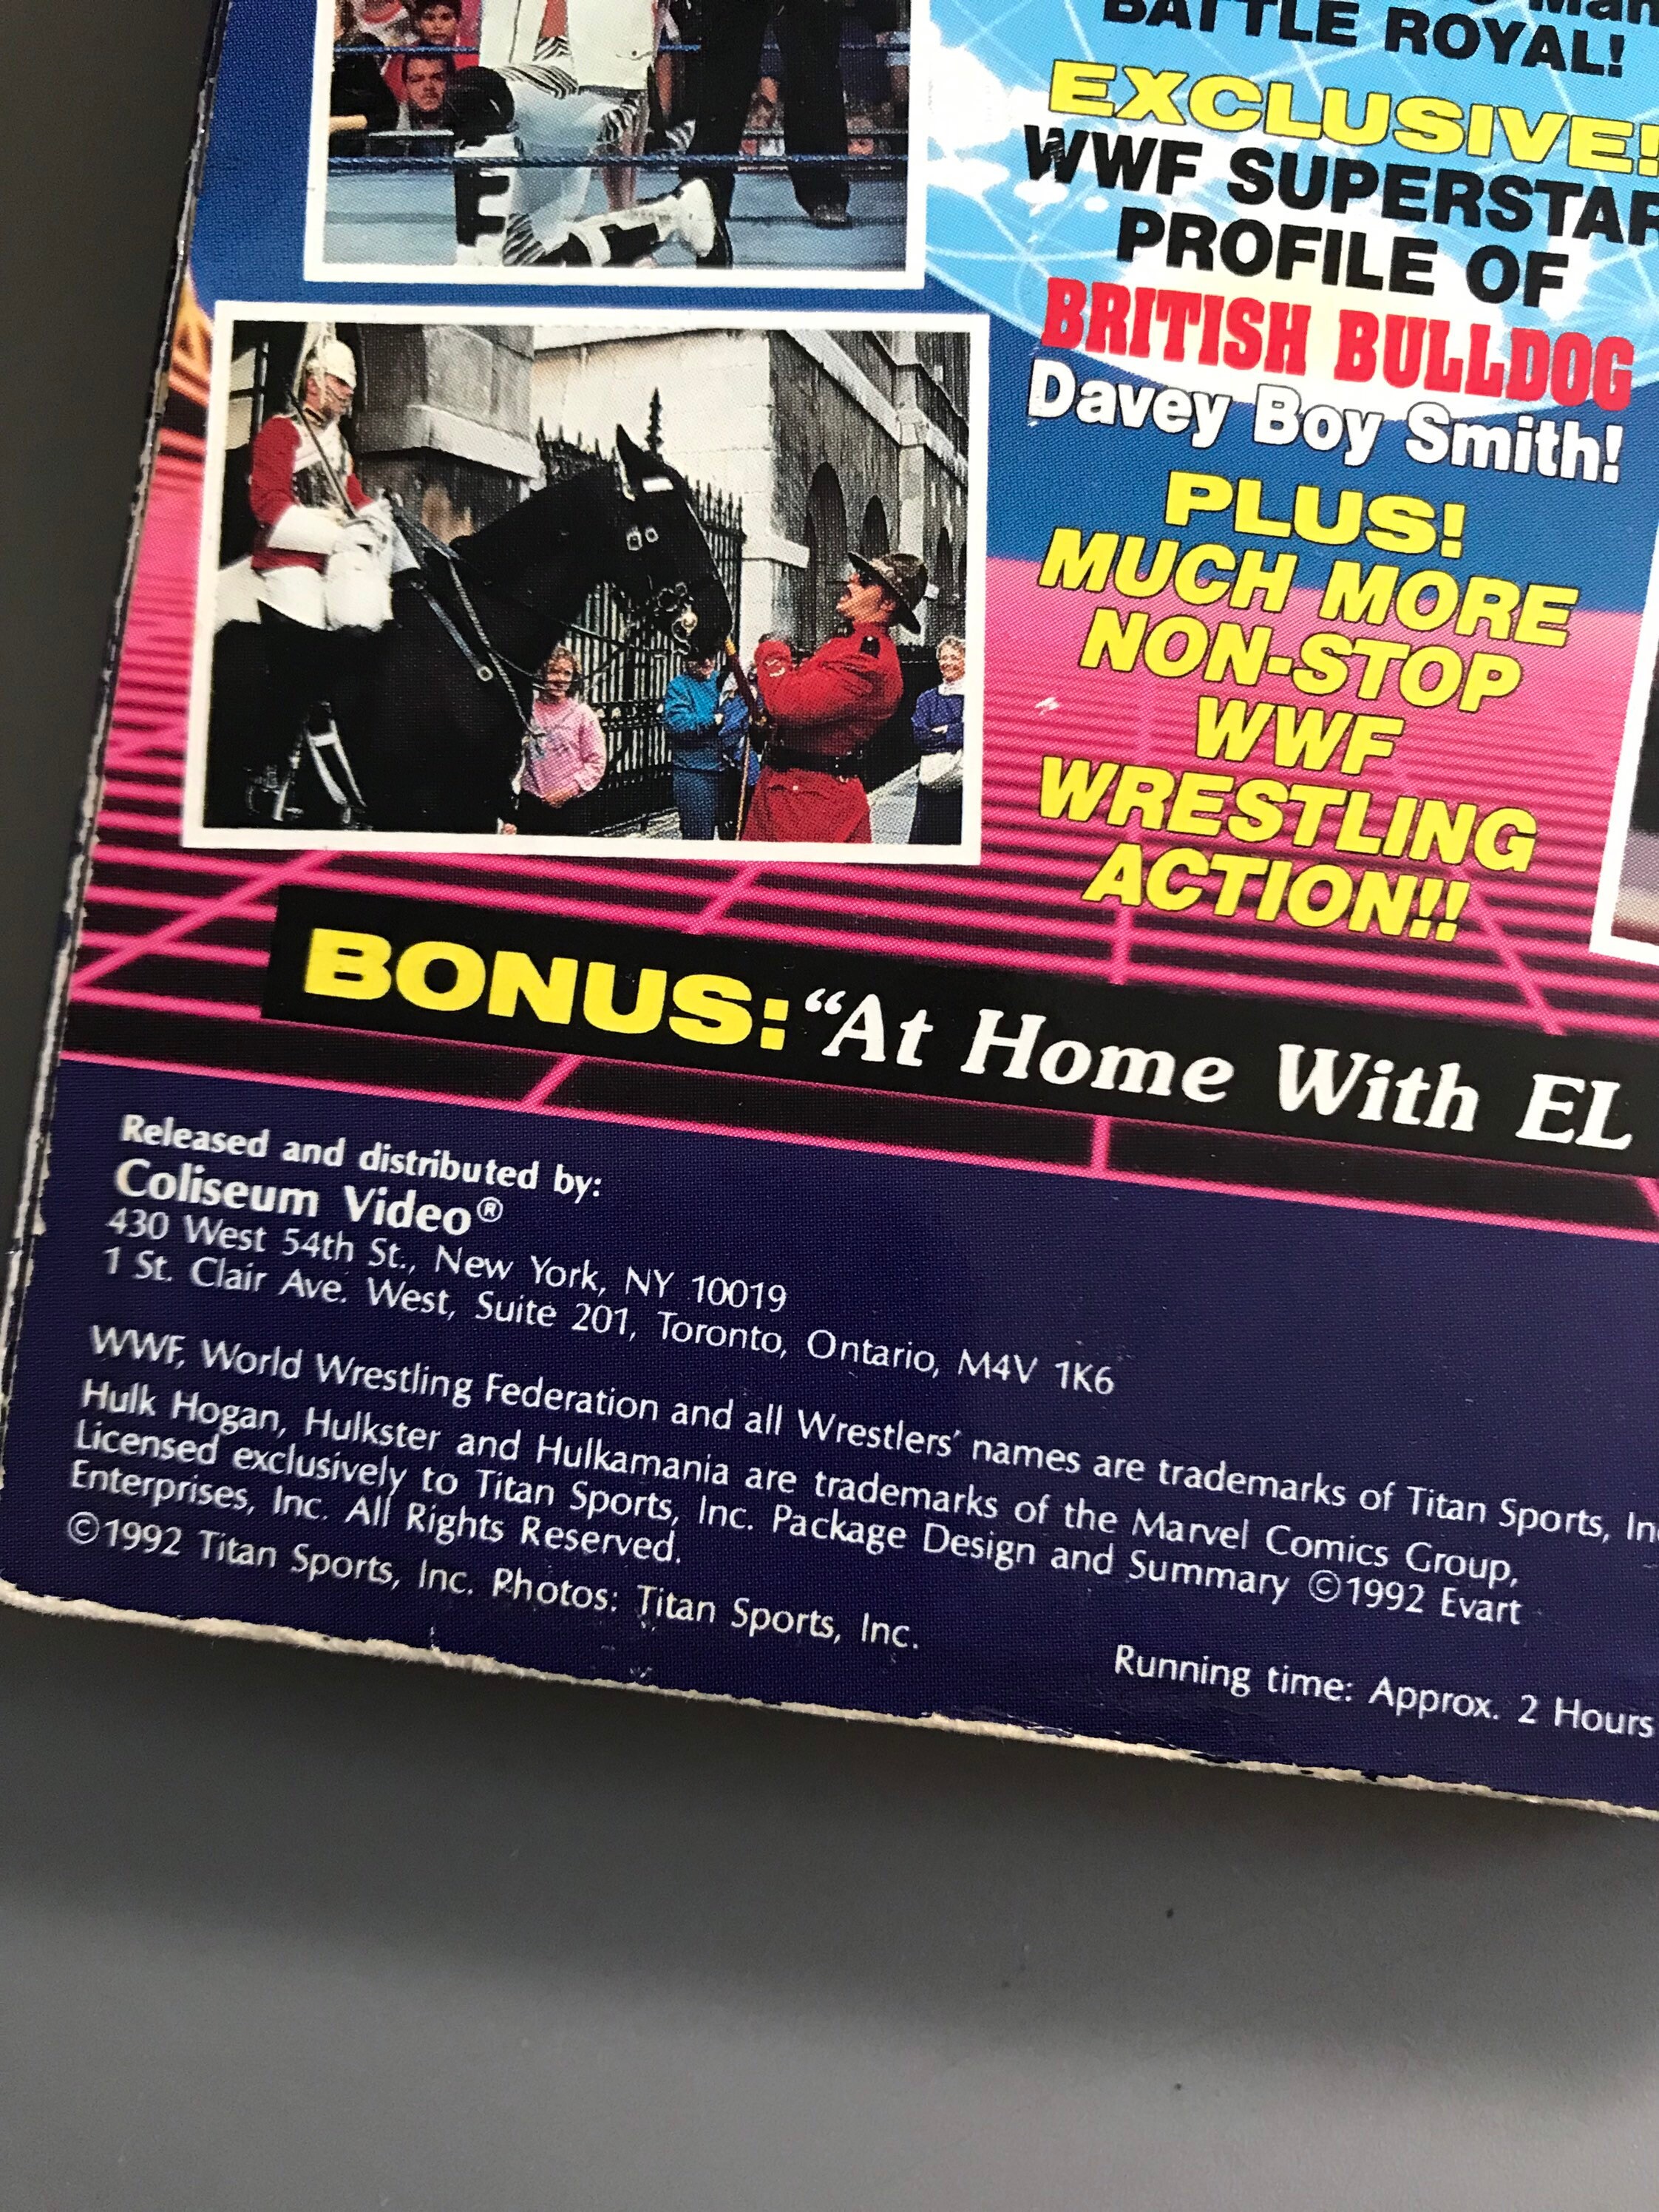 BATTLE ROYAL!
EXCLUSIVE!
WWF SUPERSTAR
PROFILE OF
BRITISH BULLDOG
Davey Boy Smith!
PLUS!
MUCH MORE
NON-STOP
WWF
WRESTLING
ACTION!!
BONUS: “At Home With EL
Released and distributed by:
Coliseum Video®
430 West 54th St., New York, NY 10019
1 St. Clair Ave. West, Suite 201, Toronto, Ontario, M4V 1K6
WWF, World Wrestling Federation and all Wrestlers’ names are trademarks of Titan Sports,
Hulk Hogan, Hulkster and Hulkamania are trademarks of the Marvel Comics Group,
Licensed exclusively to Titan Sports, Inc. Package Design and Summary ©1992 Evart
Enterprises, Inc. All Rights Reserved.
©1992 Titan Sports, Inc. Photos: Titan Sports, Inc.
Running time: Approx. 2 Hours